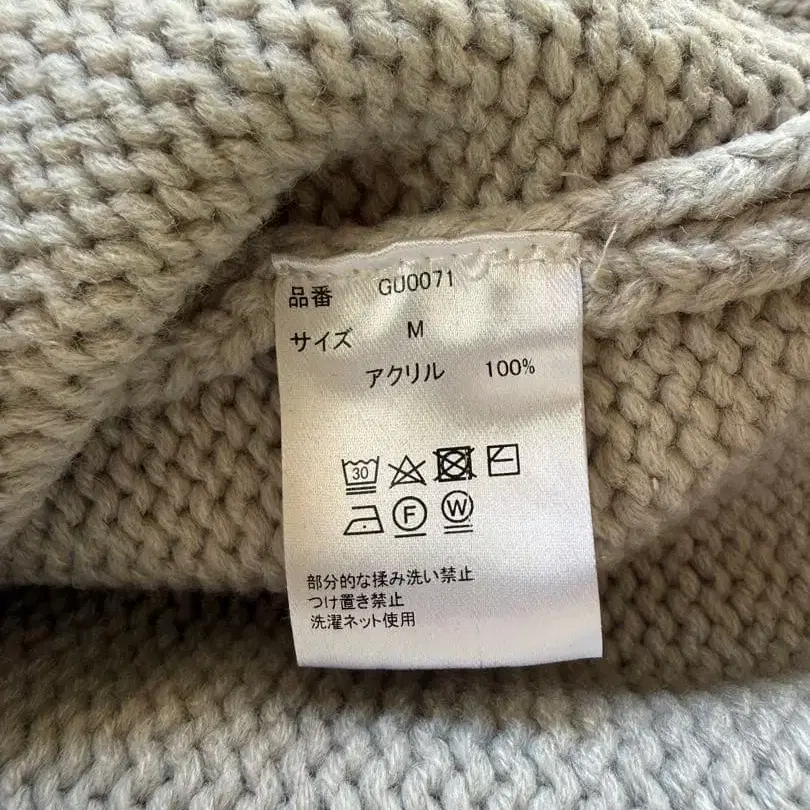 品番 GU0071
サイズ M
アクリル 100%
30
F W
部分的な揉み洗い禁止
つけ置き禁止
洗濯ネット使用